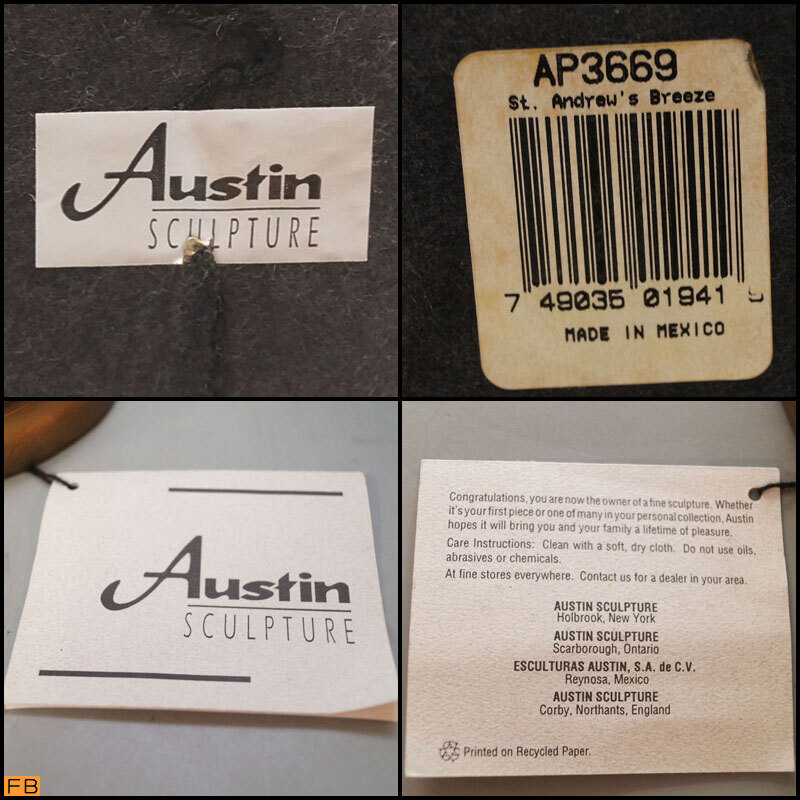 Austin
SCULPTURE
AP3669
St. Andrew's Breeze
7 49035 01941
MADE IN MEXICO
Austin
SCULPTURE
Congratulations, you are now the owner of a fine sculpture. Whether
it's your first piece or one of many in your personal collection, Austin
hopes it will bring you and your family a lifetime of pleasure.
Care Instructions: Clean with a soft, dry cloth. Do not use oils,
abrasives or chemicals.
At fine stores everywhere. Contact us for a dealer in your area.
AUSTIN SCULPTURE
Holbrook, New York
AUSTIN SCULPTURE
Scarborough, Ontario
ESCULTURAS AUSTIN, S.A. de C.V.
Reynosa, Mexico
AUSTIN SCULPTURE
Corby, Northants, England
Printed on Recycled Paper.
FB